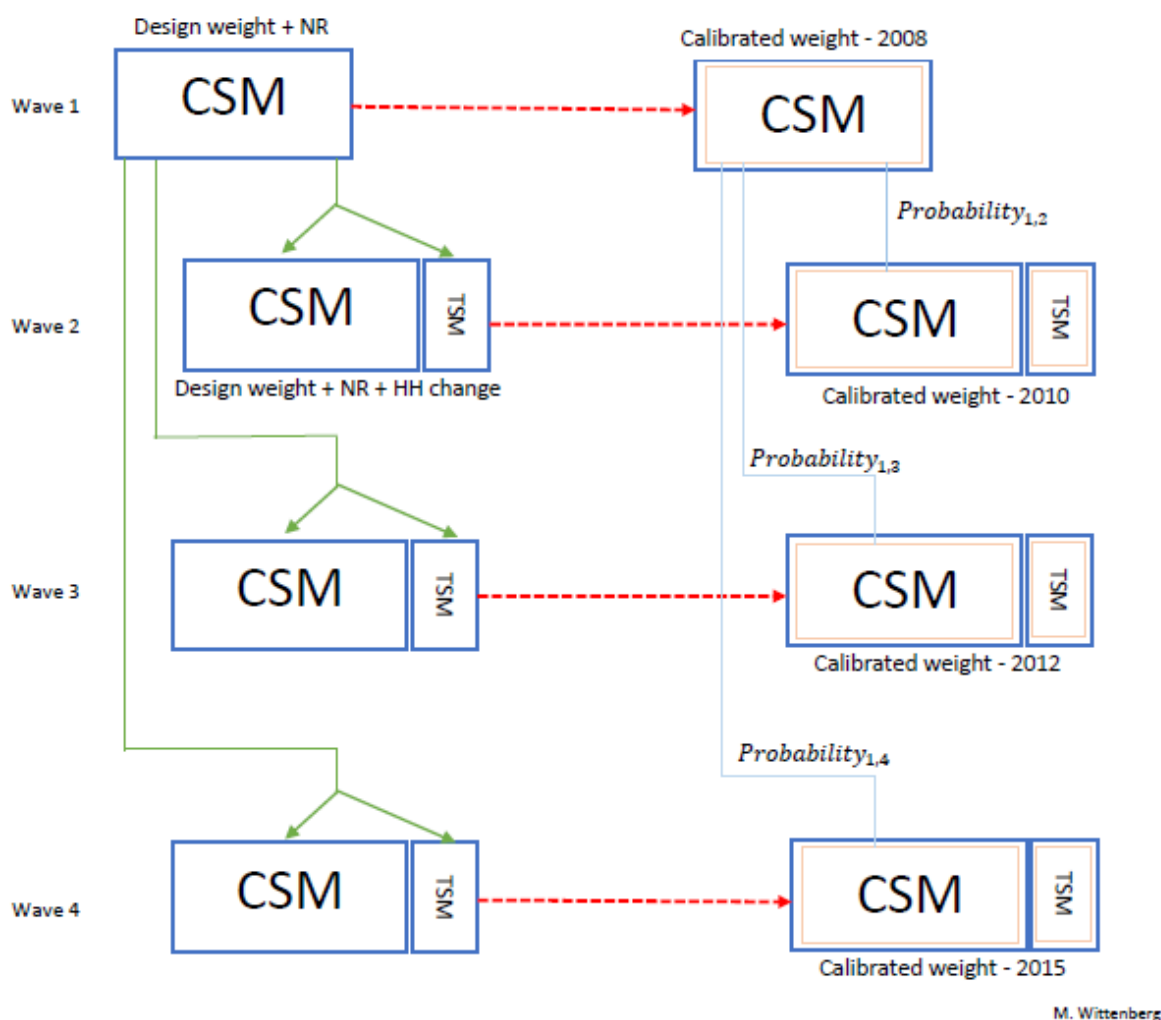 Design weight + NR
Calibrated weight - 2008
Wave 1
CSM
CSM
Probability1,2
Wave 2
CSM
TSM
CSM
TSM
Design weight + NR + HH change
Calibrated weight - 2010
Probability1,3
Wave 3
CSM
TSM
CSM
TSM
Calibrated weight - 2012
Probability1,4
Wave 4
CSM
TSM
CSM
TSM
Calibrated weight - 2015
M. Wittenberg